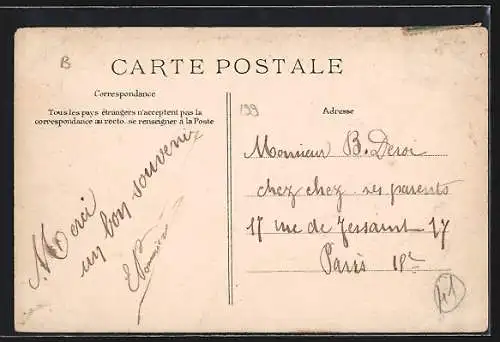 B
CARTE POSTALE
Correspondance
Tous les pays étrangers n'acceptent pas la
correspondance au recto, se renseigner à la Poste
Merci
un bon souvenir
199
Adresse
Monsieur B. Deroi
chez chez ses parents
17 rue de Jessaint 17
Paris 18e